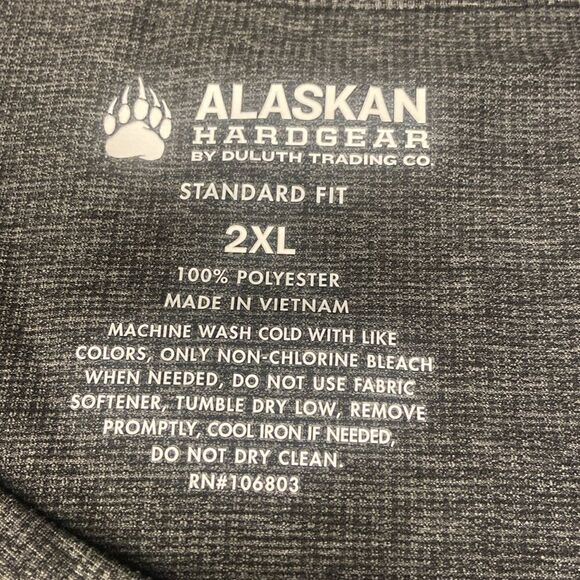 ALASKAN
HARDGEAR
BY DULUTH TRADING CO.
STANDARD FIT
2XL
100% POLYESTER
MADE IN VIETNAM
MACHINE WASH COLD WITH LIKE
COLORS, ONLY NON-CHLORINE BLEACH
WHEN NEEDED, DO NOT USE FABRIC
SOFTENER, TUMBLE DRY LOW, REMOVE
PROMPTLY, COOL IRON IF NEEDED,
DO NOT DRY CLEAN.
RN#106803